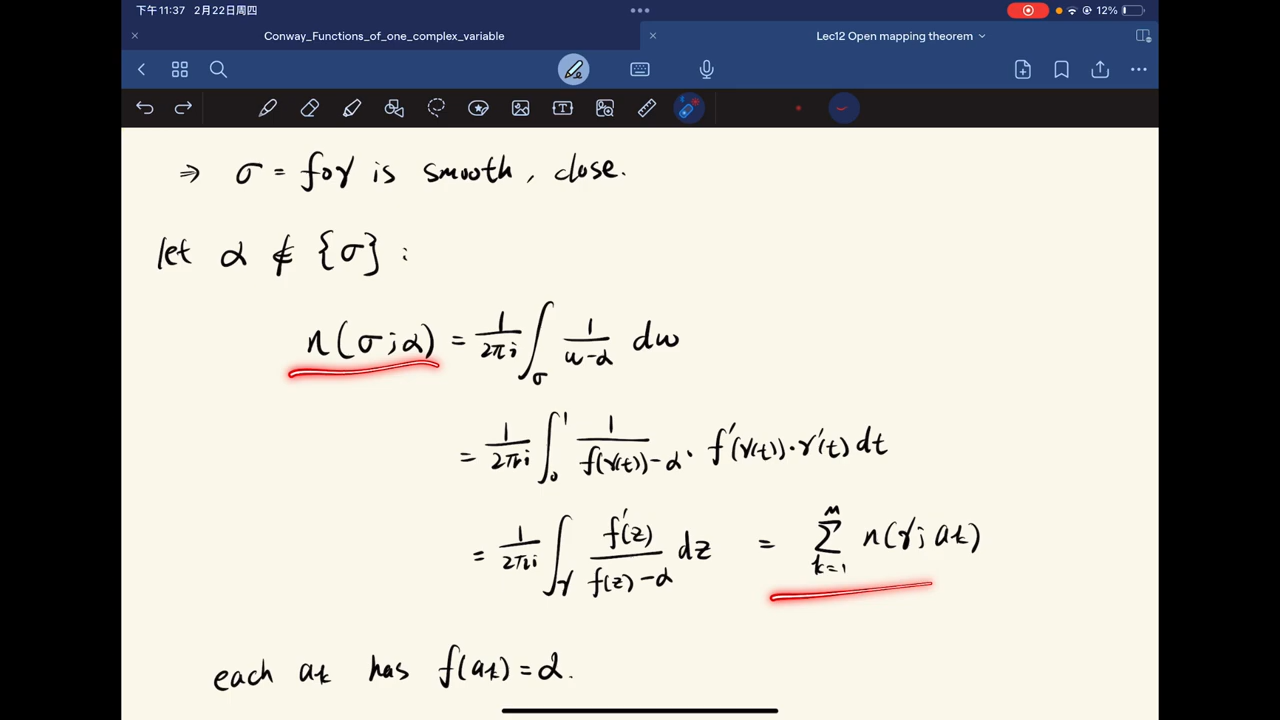 下午11:37 2月22日周四
12%
Conway_Functions_of_one_complex_variable
Lec12 Open mapping theorem
⇒ σ = f∘γ is smooth, close.
let α ∉ {σ} :
n(σ;α) = 1/2πi ∫_σ 1/(w-α) dw
= 1/2πi ∫_0^1 1/(f(γ(t))-α) · f'(γ(t))·γ'(t) dt
= 1/2πi ∫_γ f'(z)/(f(z)-α) dz = Σ_{k=1}^m n(γ; ak)
each ak has f(ak) = α.